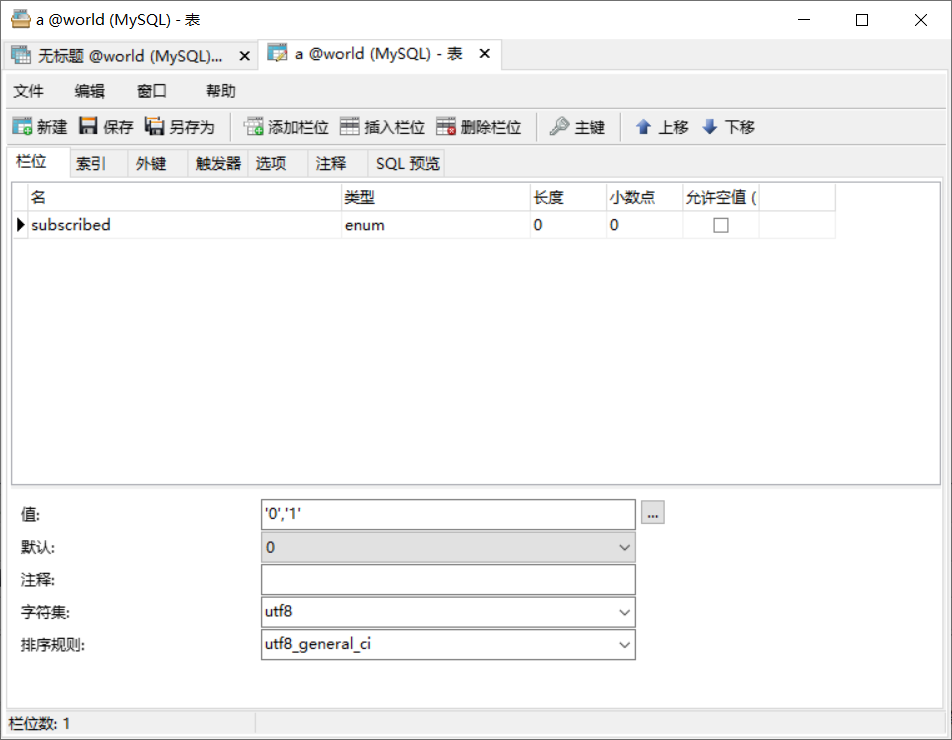 a @world (MySQL) - 表
无标题 @world (MySQL)... a @world (MySQL) - 表
文件 编辑 窗口 帮助
新建 保存 另存为 添加栏位 插入栏位 删除栏位 主键 上移 下移
栏位 索引 外键 触发器 选项 注释 SQL 预览
名 类型 长度 小数点 允许空值 (
subscribed enum 0 0
值: '0','1' ...
默认: 0
注释:
字符集: utf8
排序规则: utf8_general_ci
栏位数: 1